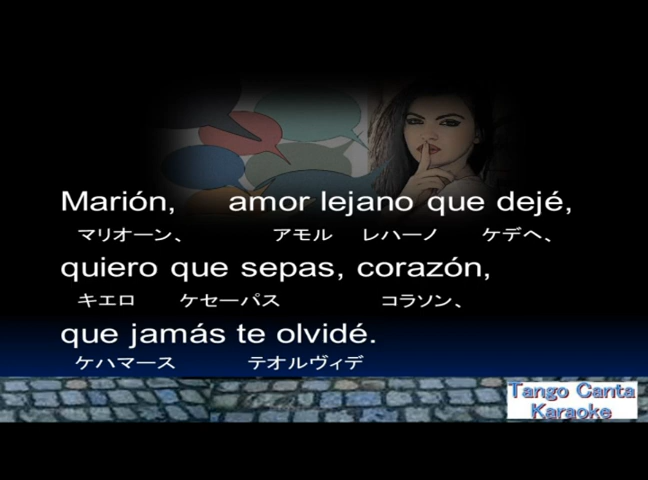 Marión, amor lejano que dejé,
マリオーン、 アモル レハーノ ケデヘ、
quiero que sepas, corazón,
キエロ ケセーパス コラソン、
que jamás te olvidé.
ケハマース テオルヴィデ
Tango Canta
Karaoke